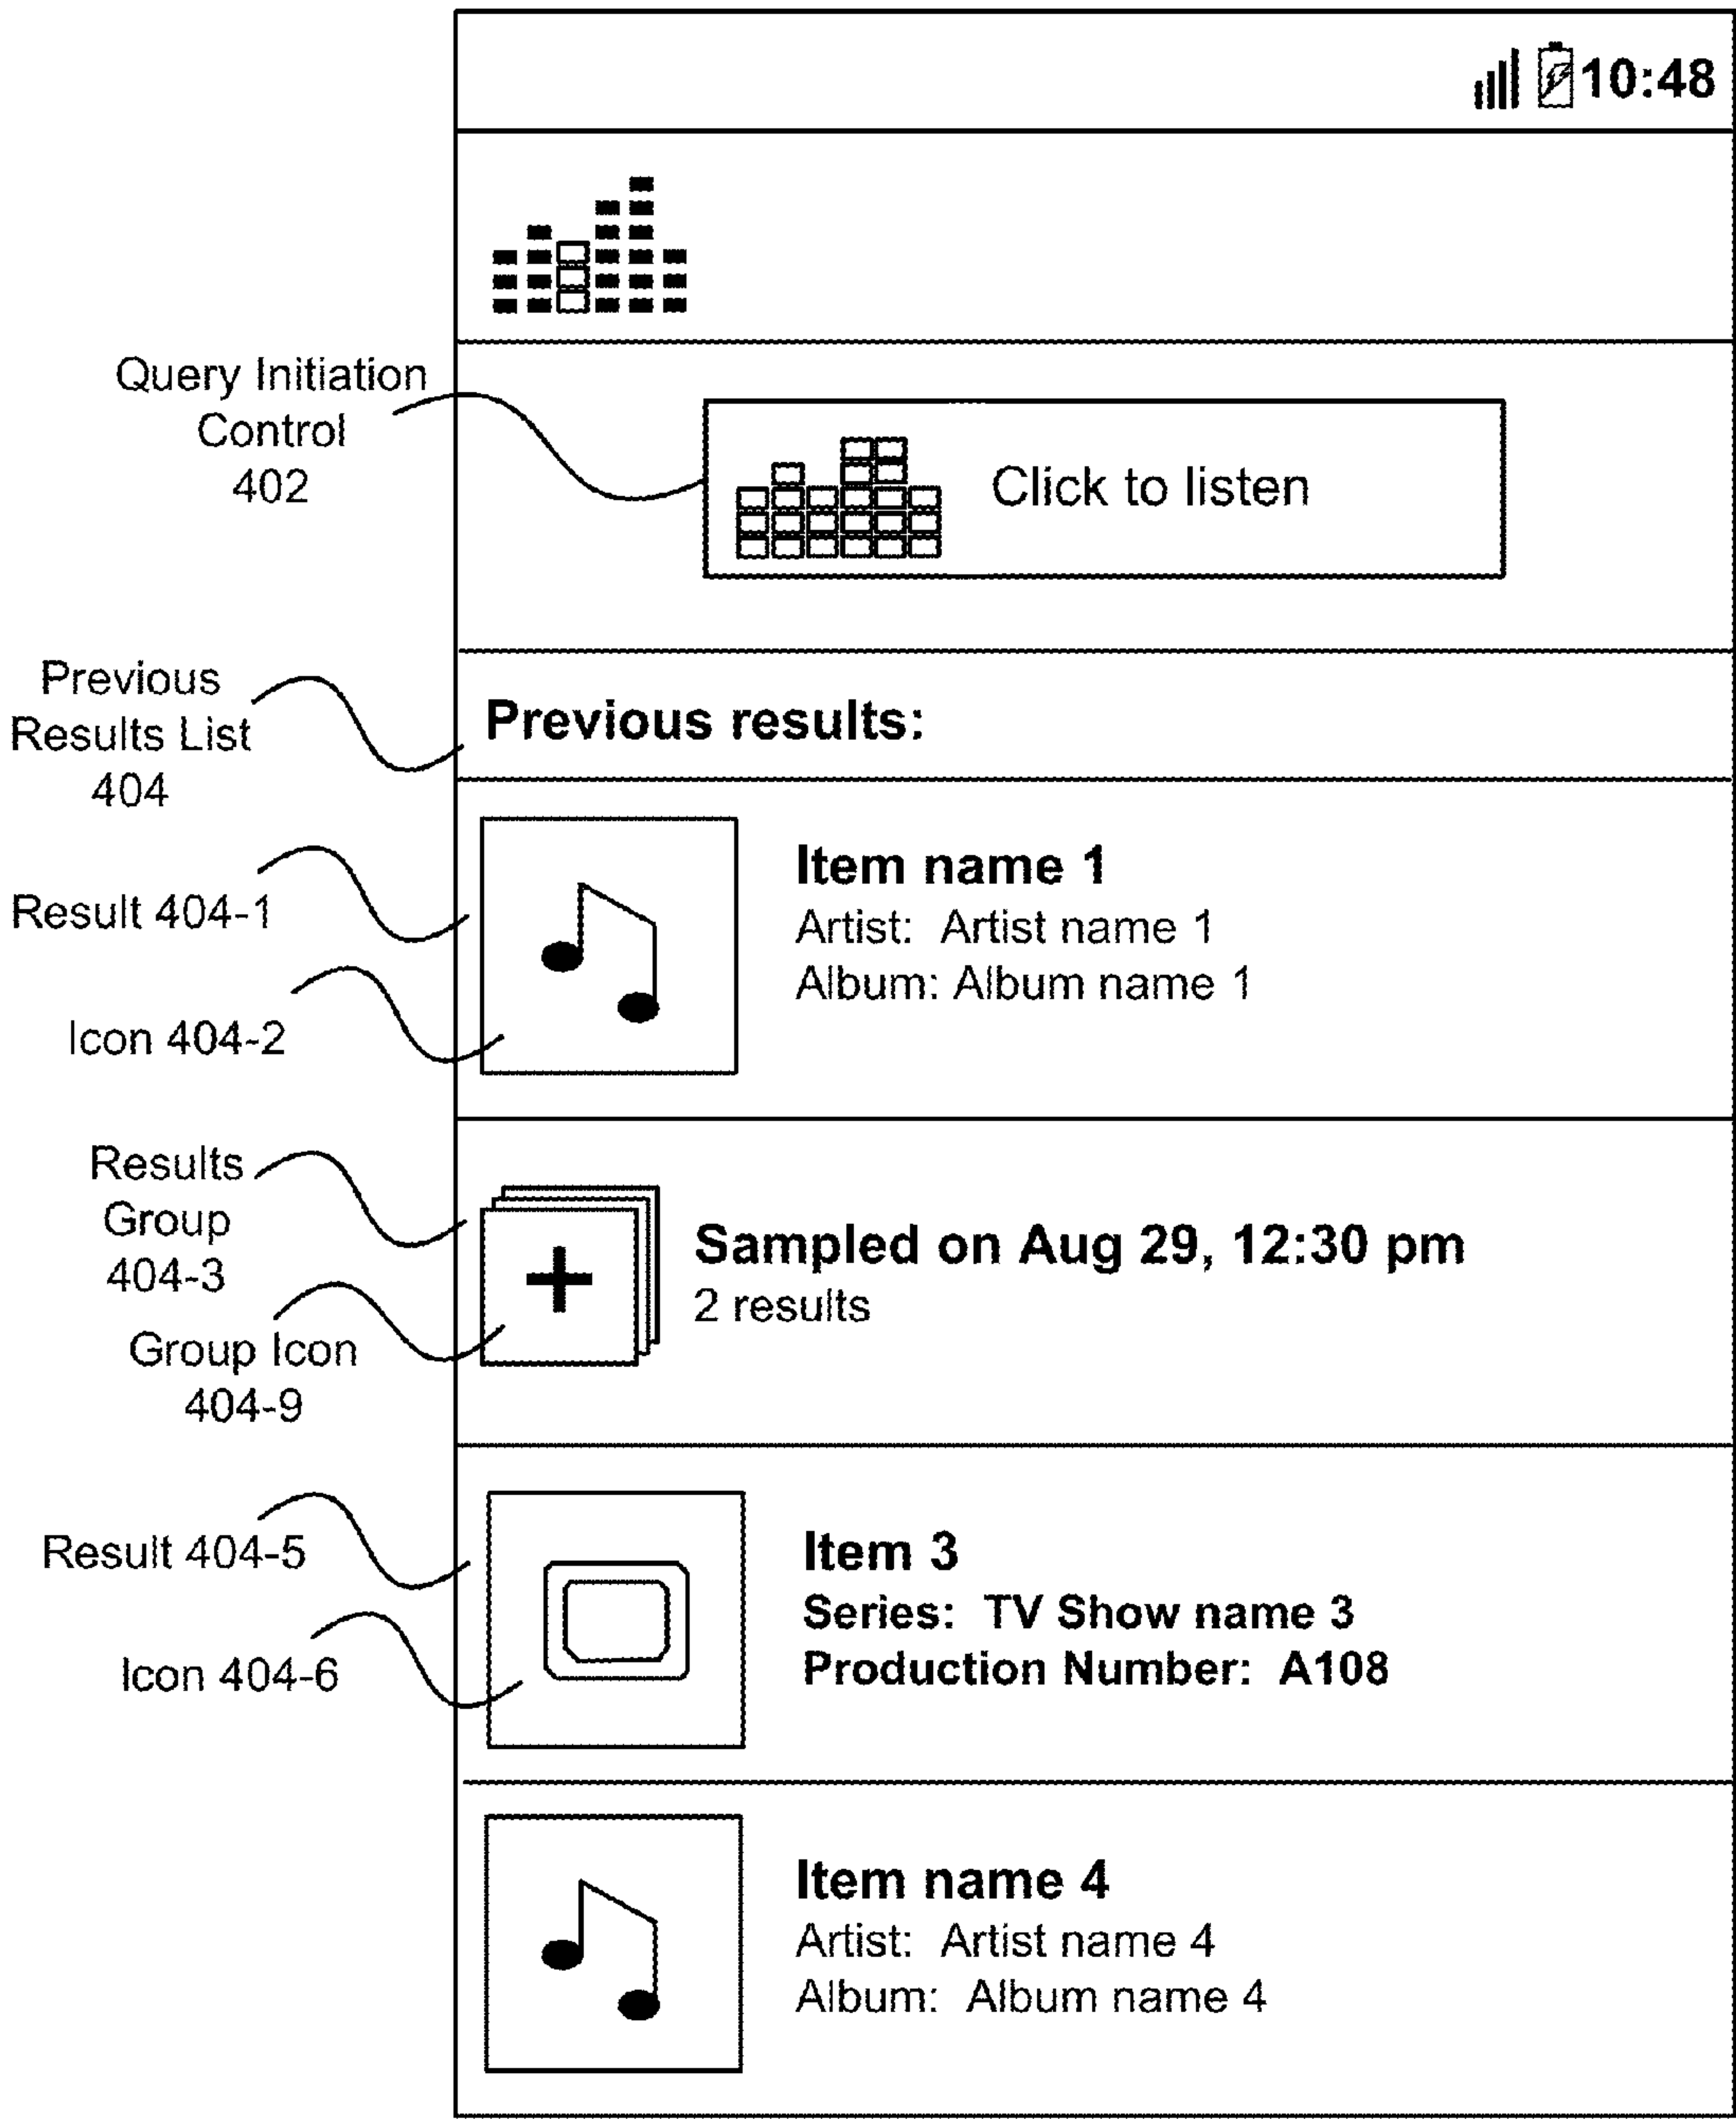 10:48
Query Initiation
Control
402
Click to listen
Previous
Results List
404
Previous results:
Result 404-1
Item name 1
Artist: Artist name 1
Album: Album name 1
Icon 404-2
Results
Group
404-3
Sampled on Aug 29, 12:30 pm
2 results
Group Icon
404-9
Result 404-5
Item 3
Series: TV Show name 3
Production Number: A108
Icon 404-6
Item name 4
Artist: Artist name 4
Album: Album name 4